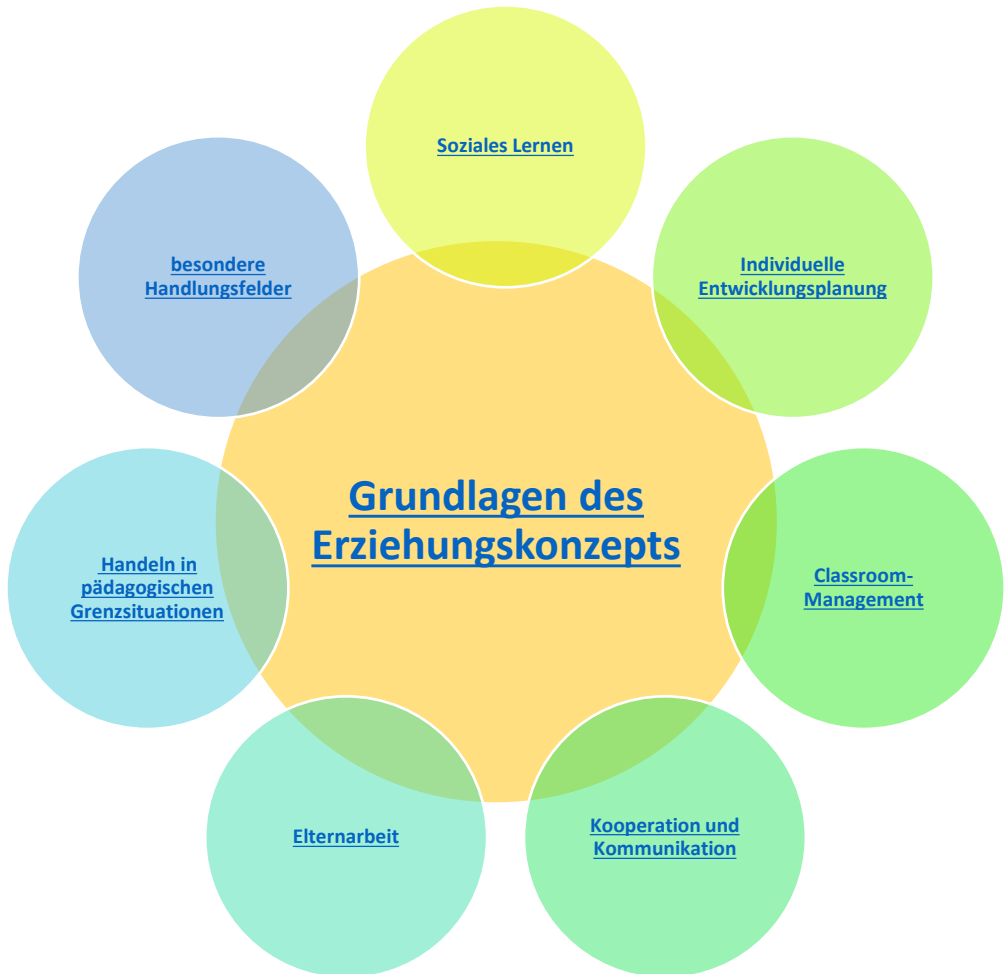 Soziales Lernen
Individuelle
Entwicklungsplanung
Classroom-
Management
Kooperation und
Kommunikation
Elternarbeit
Handeln in
pädagogischen
Grenzsituationen
besondere
Handlungsfelder
Grundlagen des
Erziehungskonzepts